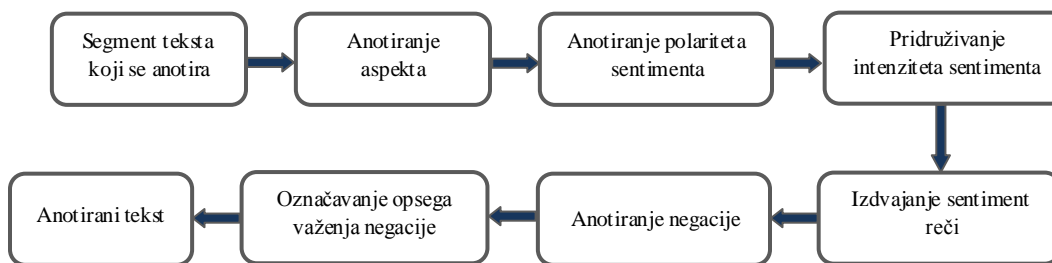 Segment teksta
koji se anotira
Anotiranje
aspekta
Anotiranje polariteta
sentimenta
Pridruživanje
intenziteta sentimenta
Izdvajanje sentiment
reči
Anotiranje negacije
Označavanje opsega
važenja negacije
Anotirani tekst